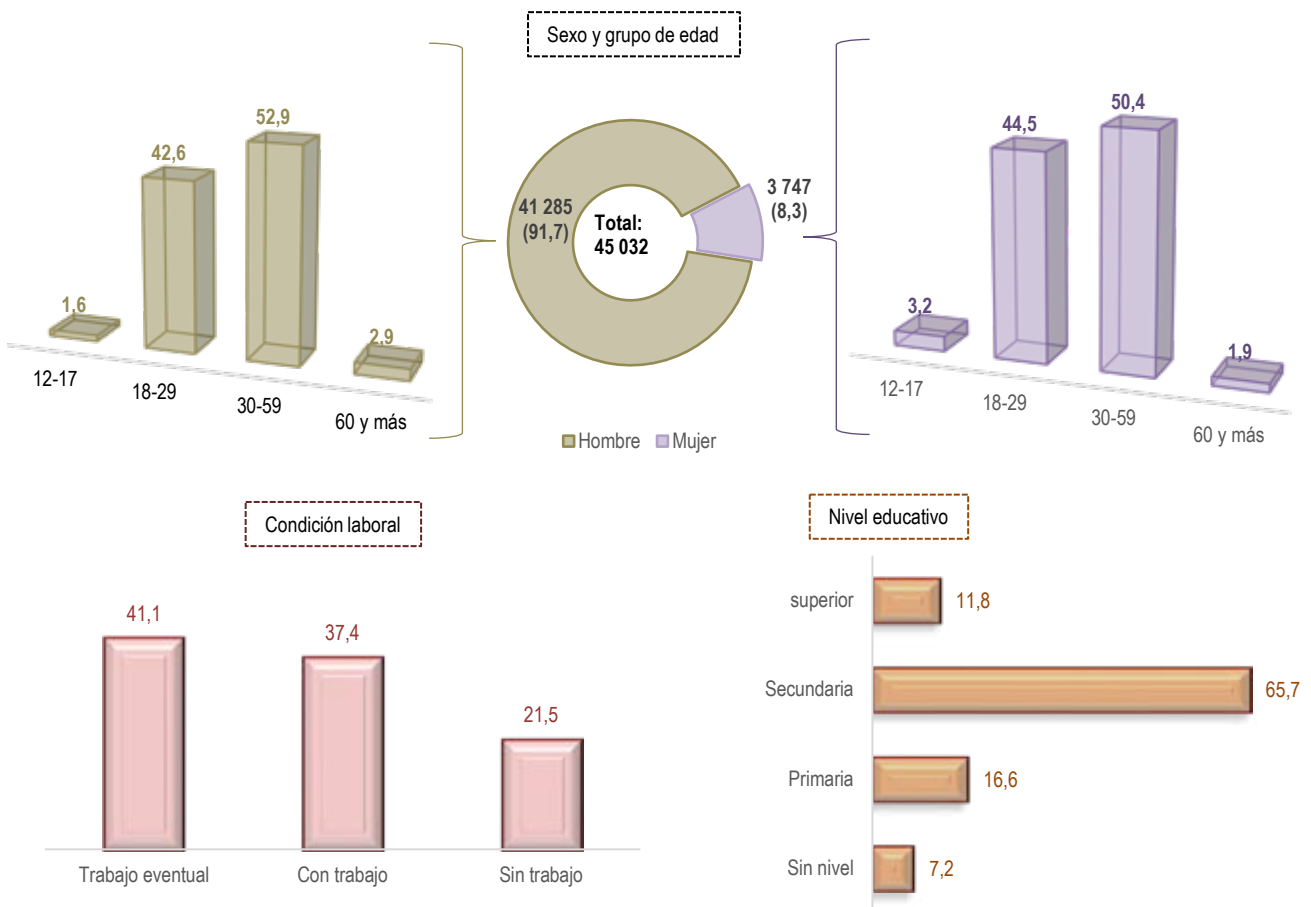 Sexo y grupo de edad
52,9
42,6
1,6
2,9
12-17
18-29
30-59
60 y más
41 285
(91,7)
Total:
45 032
3 747
(8,3)
Hombre
Mujer
50,4
44,5
3,2
1,9
12-17
18-29
30-59
60 y más
Condición laboral
41,1
37,4
21,5
Trabajo eventual
Con trabajo
Sin trabajo
Nivel educativo
superior
11,8
Secundaria
65,7
Primaria
16,6
Sin nivel
7,2